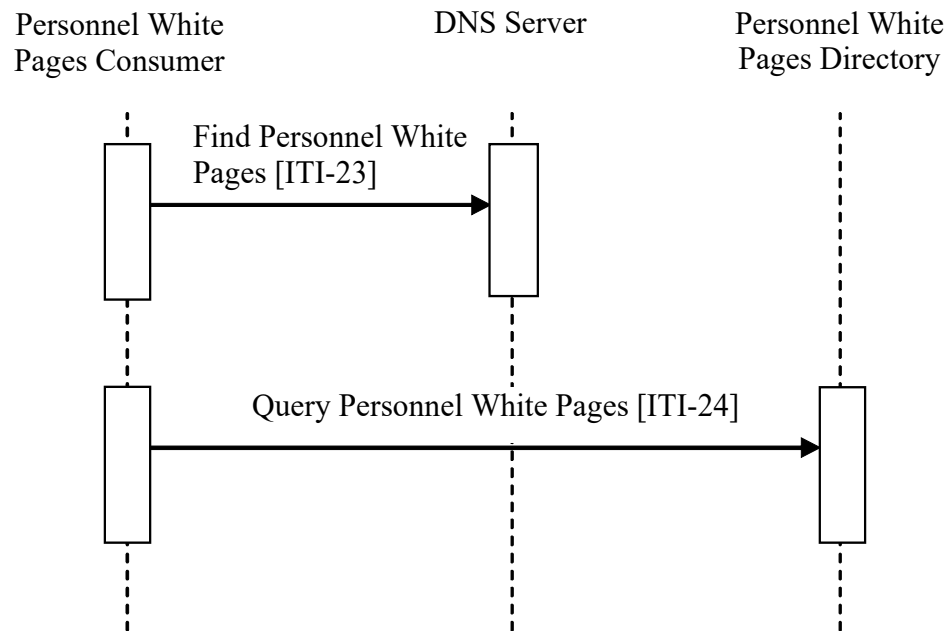 Personnel White
Pages Consumer
DNS Server
Personnel White
Pages Directory
Find Personnel White
Pages [ITI-23]
Query Personnel White Pages [ITI-24]